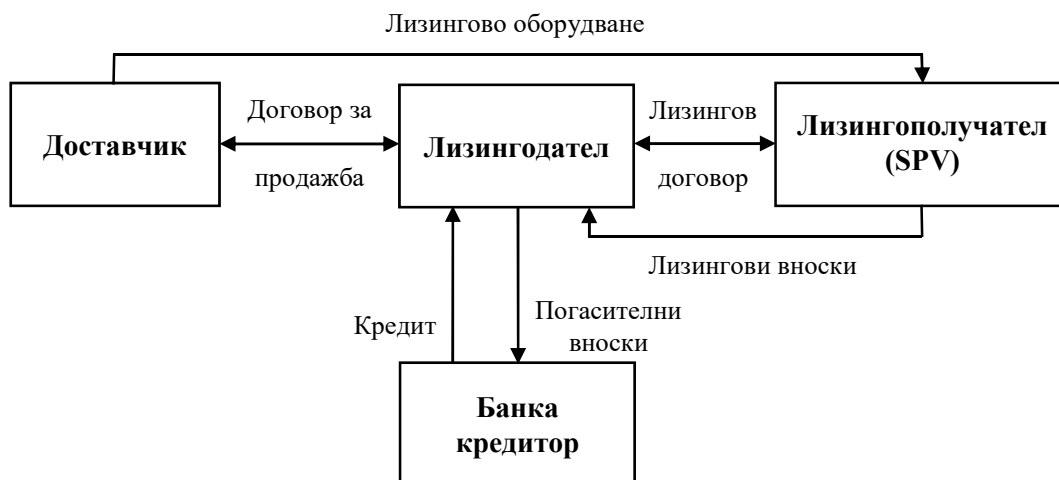 Лизингово оборудване
Доставчик
Договор за
продажба
Лизингодател
Лизингов
договор
Лизингополучател
(SPV)
Лизингови вноски
Кредит
Погасителни
вноски
Банка
кредитор